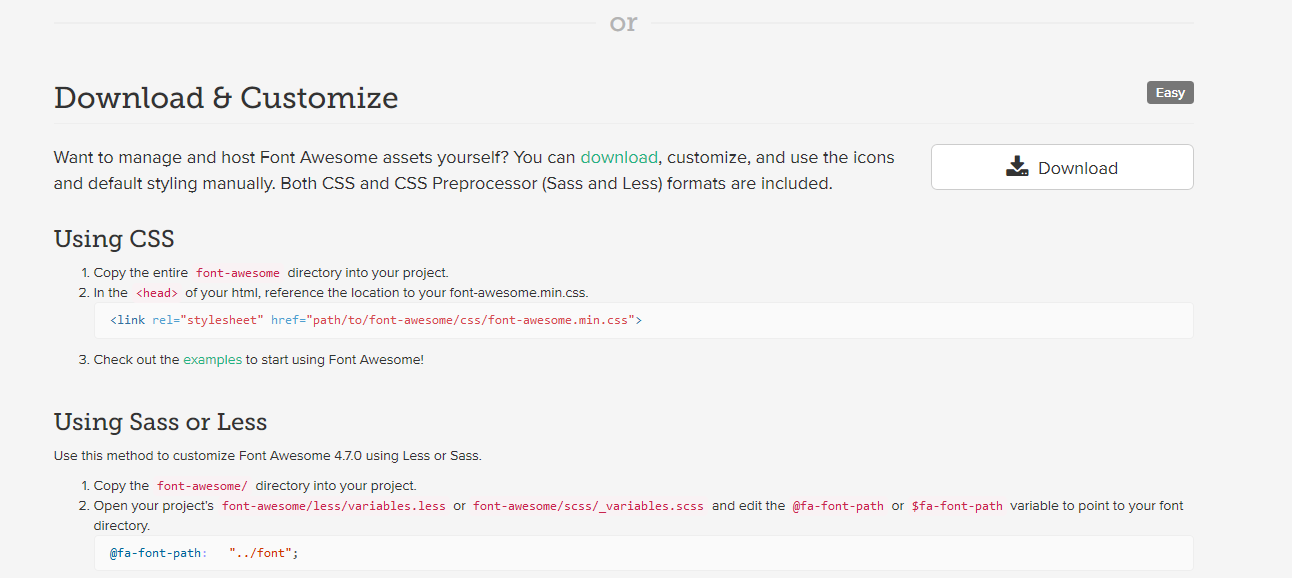 or
Download & Customize
Easy
Want to manage and host Font Awesome assets yourself? You can download, customize, and use the icons
and default styling manually. Both CSS and CSS Preprocessor (Sass and Less) formats are included.
Download
Using CSS
1. Copy the entire font-awesome directory into your project.
2. In the <head> of your html, reference the location to your font-awesome.min.css.
<link rel="stylesheet" href="path/to/font-awesome/css/font-awesome.min.css">
3. Check out the examples to start using Font Awesome!
Using Sass or Less
Use this method to customize Font Awesome 4.7.0 using Less or Sass.
1. Copy the font-awesome/ directory into your project.
2. Open your project's font-awesome/less/variables.less or font-awesome/scss/_variables.scss and edit the @fa-font-path or $fa-font-path variable to point to your font
directory.
@fa-font-path: "../font";